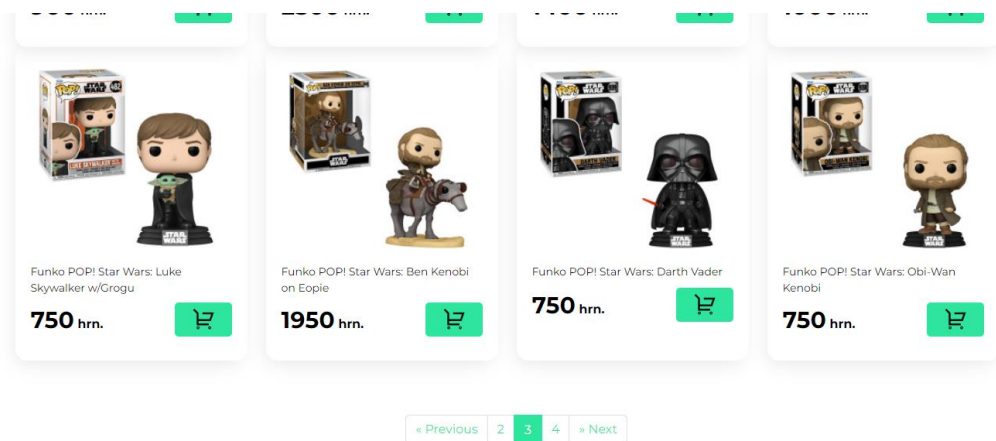 Funko POP! Star Wars: Luke
Skywalker w/Grogu
750 hrn.
Funko POP! Star Wars: Ben Kenobi
on Eopie
1950 hrn.
Funko POP! Star Wars: Darth Vader
750 hrn.
Funko POP! Star Wars: Obi-Wan
Kenobi
750 hrn.
« Previous 2 3 4 » Next